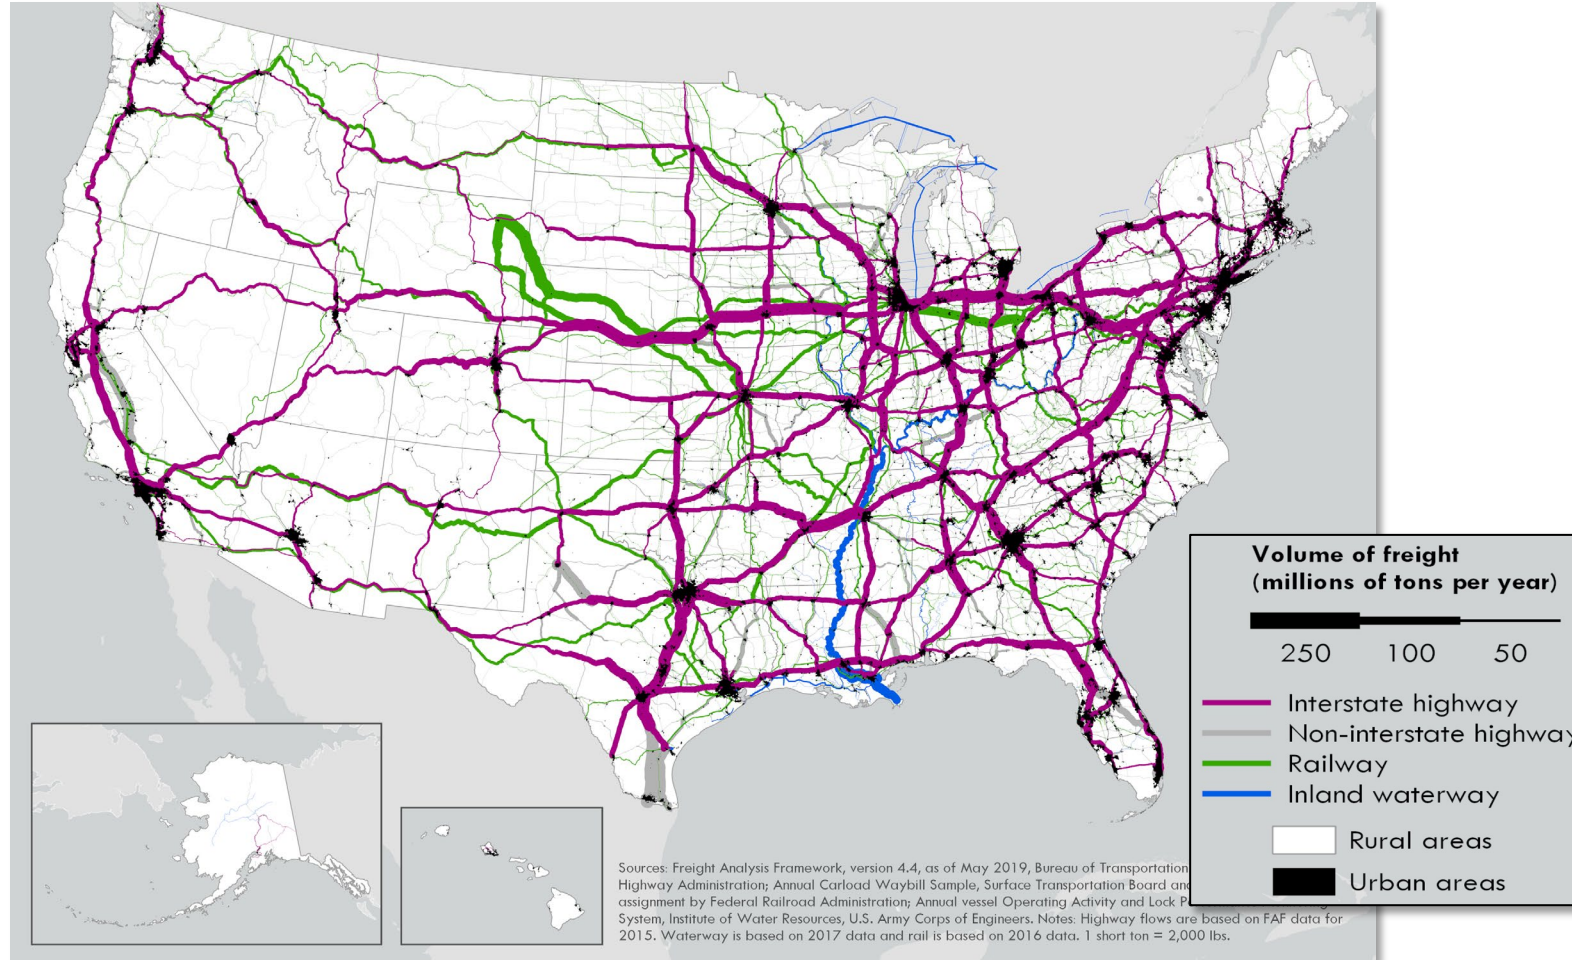 Volume of freight
(millions of tons per year)
250 100 50
Interstate highway
Non-interstate highway
Railway
Inland waterway
Rural areas
Urban areas
Sources: Freight Analysis Framework, version 4.4, as of May 2019, Bureau of Transportation
Highway Administration; Annual Carload Waybill Sample, Surface Transportation Board and
assignment by Federal Railroad Administration; Annual vessel Operating Activity and Lock
System, Institute of Water Resources, U.S. Army Corps of Engineers. Notes: Highway flows are based on FAF data for
2015. Waterway is based on 2017 data and rail is based on 2016 data. 1 short ton = 2,000 lbs.